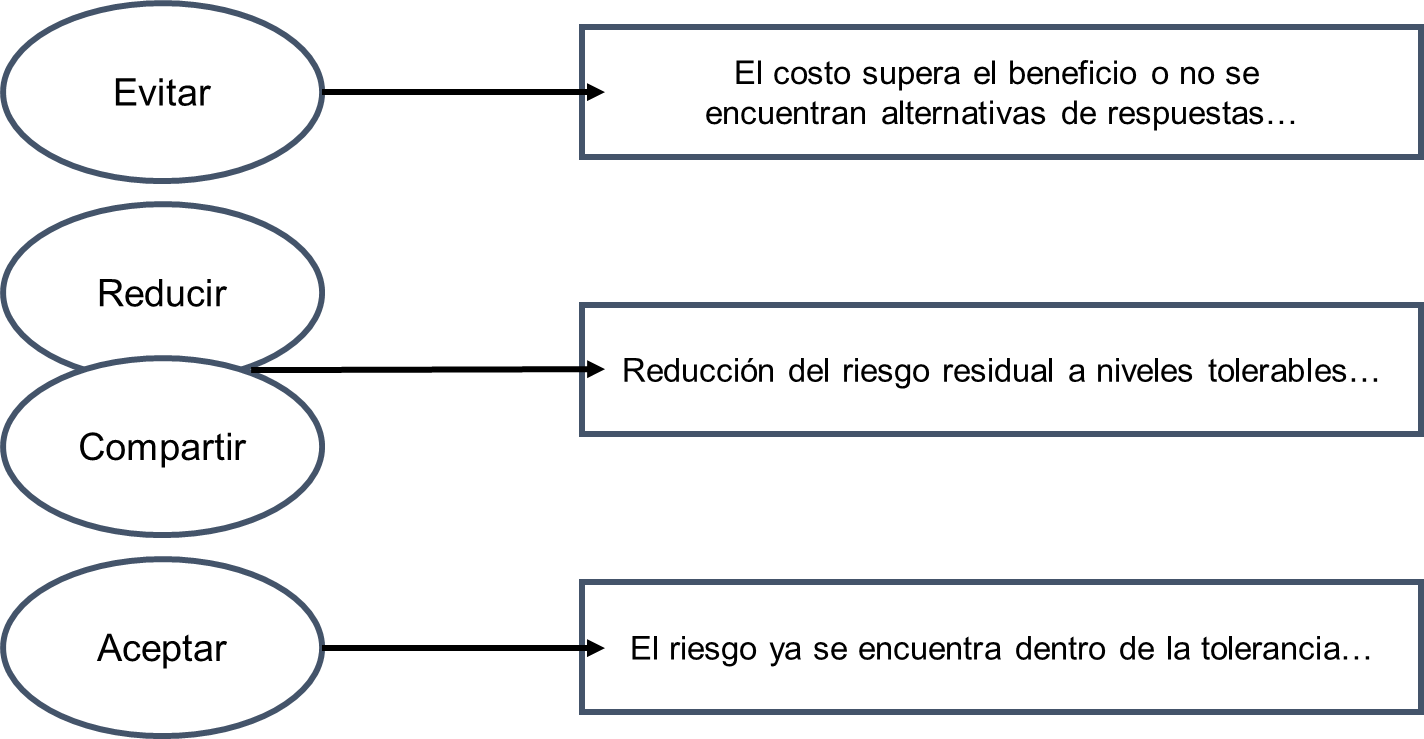 Evitar
El costo supera el beneficio o no se
encuentran alternativas de respuestas…
Reducir
Compartir
Reducción del riesgo residual a niveles tolerables…
Aceptar
El riesgo ya se encuentra dentro de la tolerancia…